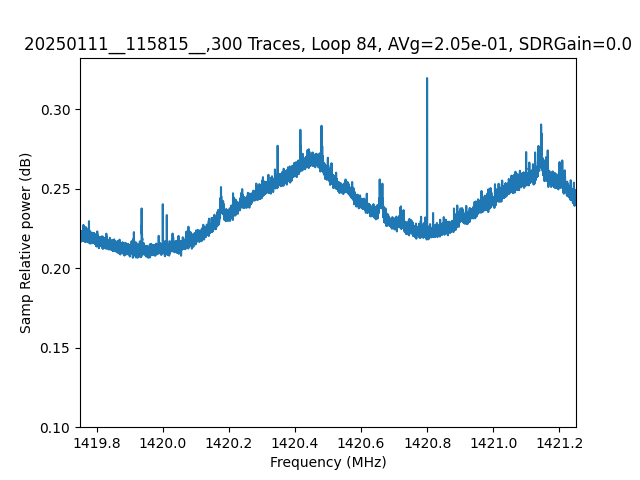 20250111__115815__,300 Traces, Loop 84, AVg=2.05e-01, SDRGain=0.0
0.30
0.25
0.20
0.15
0.10
Samp Relative power (dB)
1419.8 1420.0 1420.2 1420.4 1420.6 1420.8 1421.0 1421.2
Frequency (MHz)